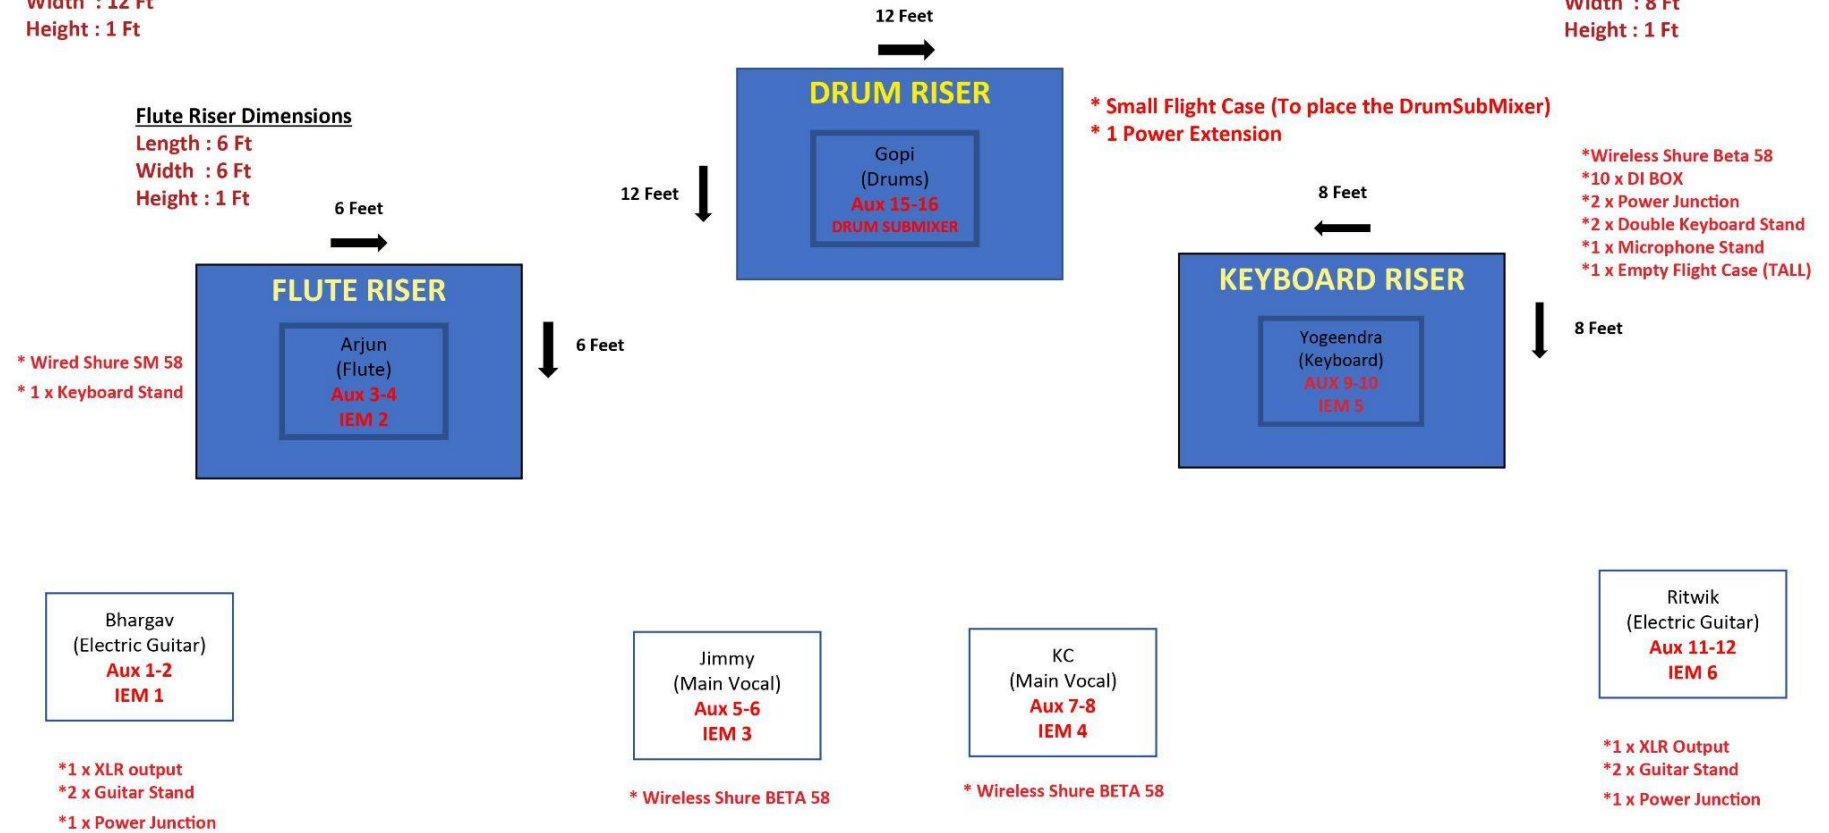 Width : 12 Ft
Height : 1 Ft
12 Feet
Width : 8 Ft
Height : 1 Ft
DRUM RISER
Gopi
(Drums)
Aux 15-16
DRUM SUBMIXER
12 Feet
* Small Flight Case (To place the DrumSubMixer)
* 1 Power Extension
Flute Riser Dimensions
Length : 6 Ft
Width : 6 Ft
Height : 1 Ft
6 Feet
FLUTE RISER
Arjun
(Flute)
Aux 3-4
IEM 2
6 Feet
* Wired Shure SM 58
* 1 x Keyboard Stand
8 Feet
KEYBOARD RISER
Yogeendra
(Keyboard)
AUX 9-10
IEM 5
8 Feet
*Wireless Shure Beta 58
*10 x DI BOX
*2 x Power Junction
*2 x Double Keyboard Stand
*1 x Microphone Stand
*1 x Empty Flight Case (TALL)
Bhargav
(Electric Guitar)
Aux 1-2
IEM 1
*1 x XLR output
*2 x Guitar Stand
*1 x Power Junction
Jimmy
(Main Vocal)
Aux 5-6
IEM 3
* Wireless Shure BETA 58
KC
(Main Vocal)
Aux 7-8
IEM 4
* Wireless Shure BETA 58
Ritwik
(Electric Guitar)
Aux 11-12
IEM 6
*1 x XLR Output
*2 x Guitar Stand
*1 x Power Junction